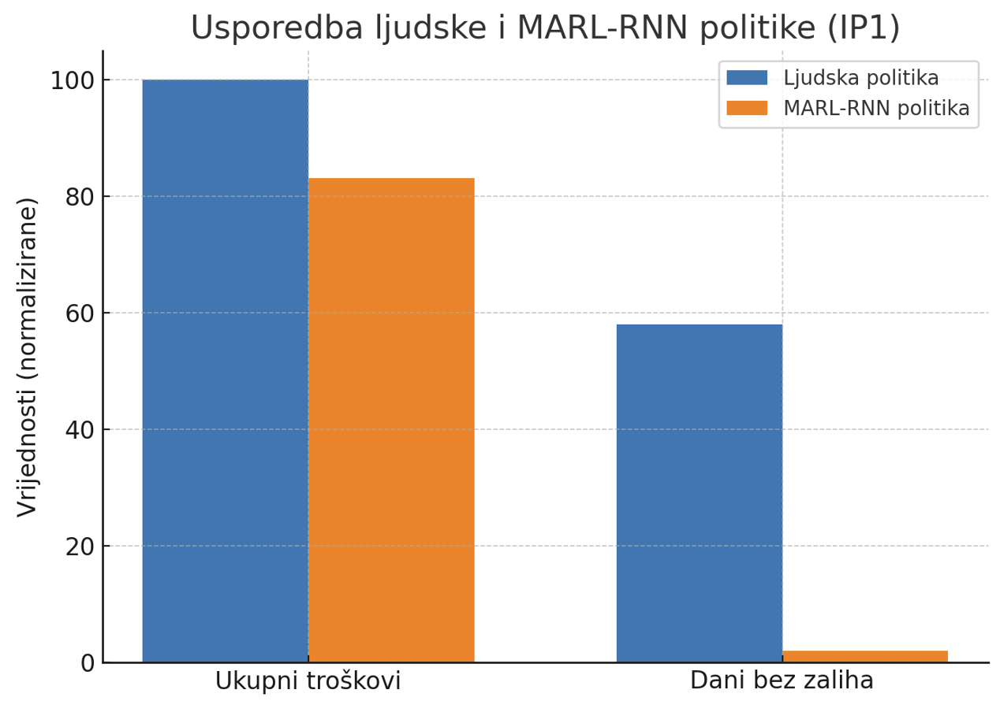 Usporedba ljudske i MARL-RNN politike (IP1)
Ljudska politika
MARL-RNN politika
Vrijednosti (normalizirane)
100
80
60
40
20
0
Ukupni troškovi
Dani bez zaliha